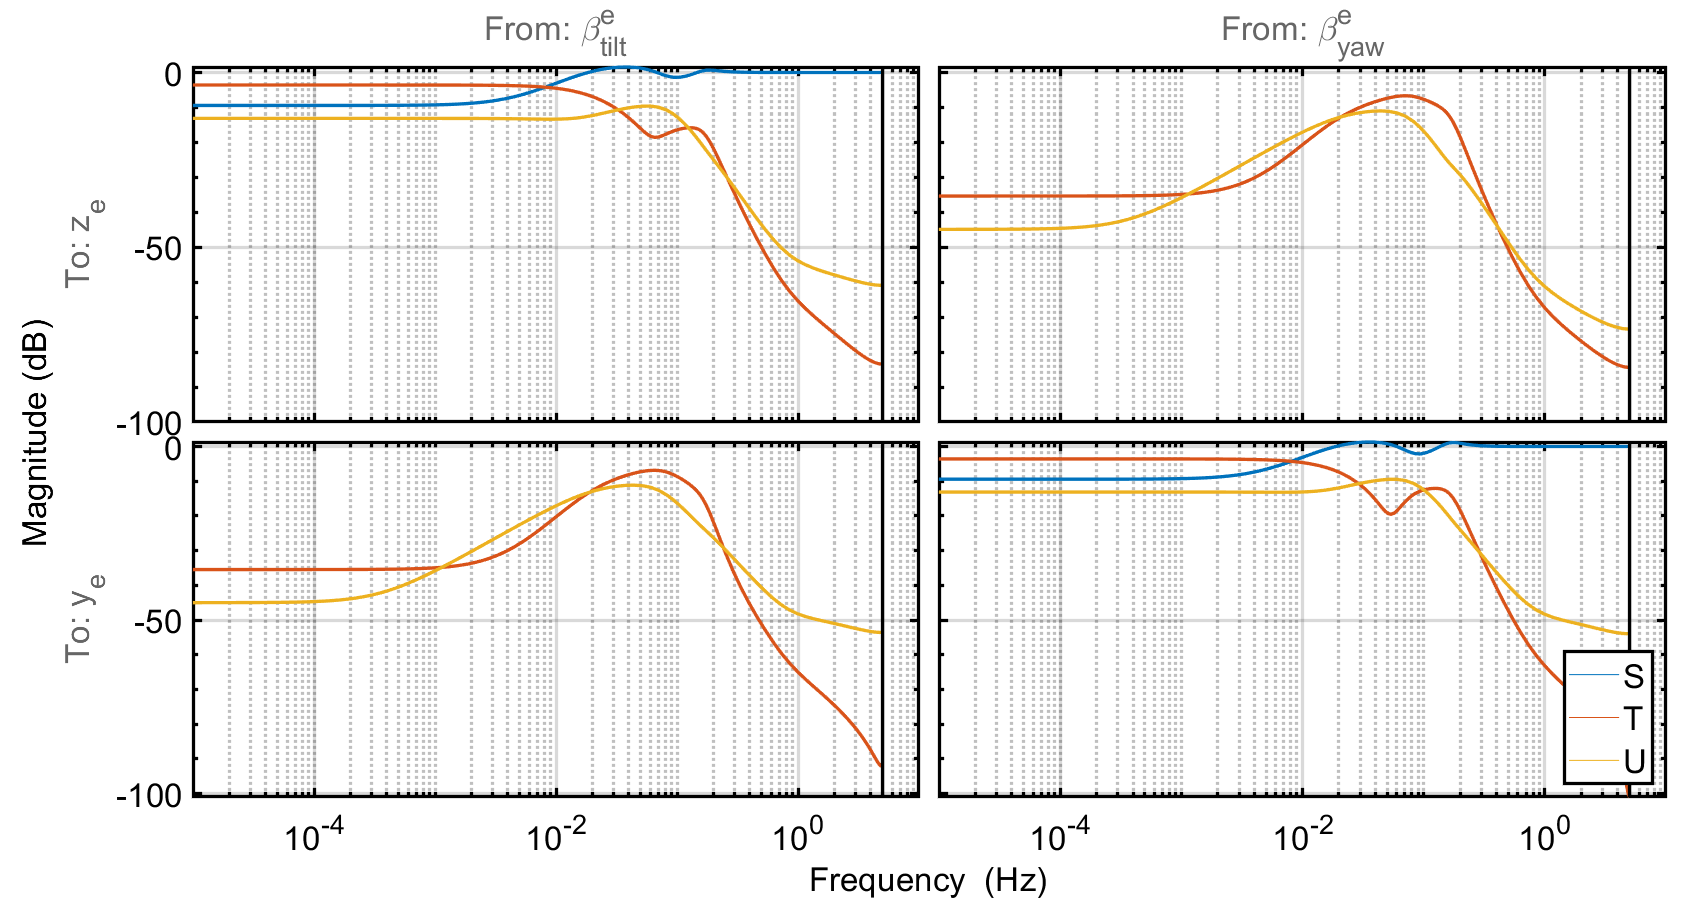 From: β^e_tilt
From: β^e_yaw
To: z_e
To: y_e
Magnitude (dB)
0
-50
-100
0
-50
-100
10^-4
10^-2
10^0
10^-4
10^-2
10^0
Frequency (Hz)
S
T
U